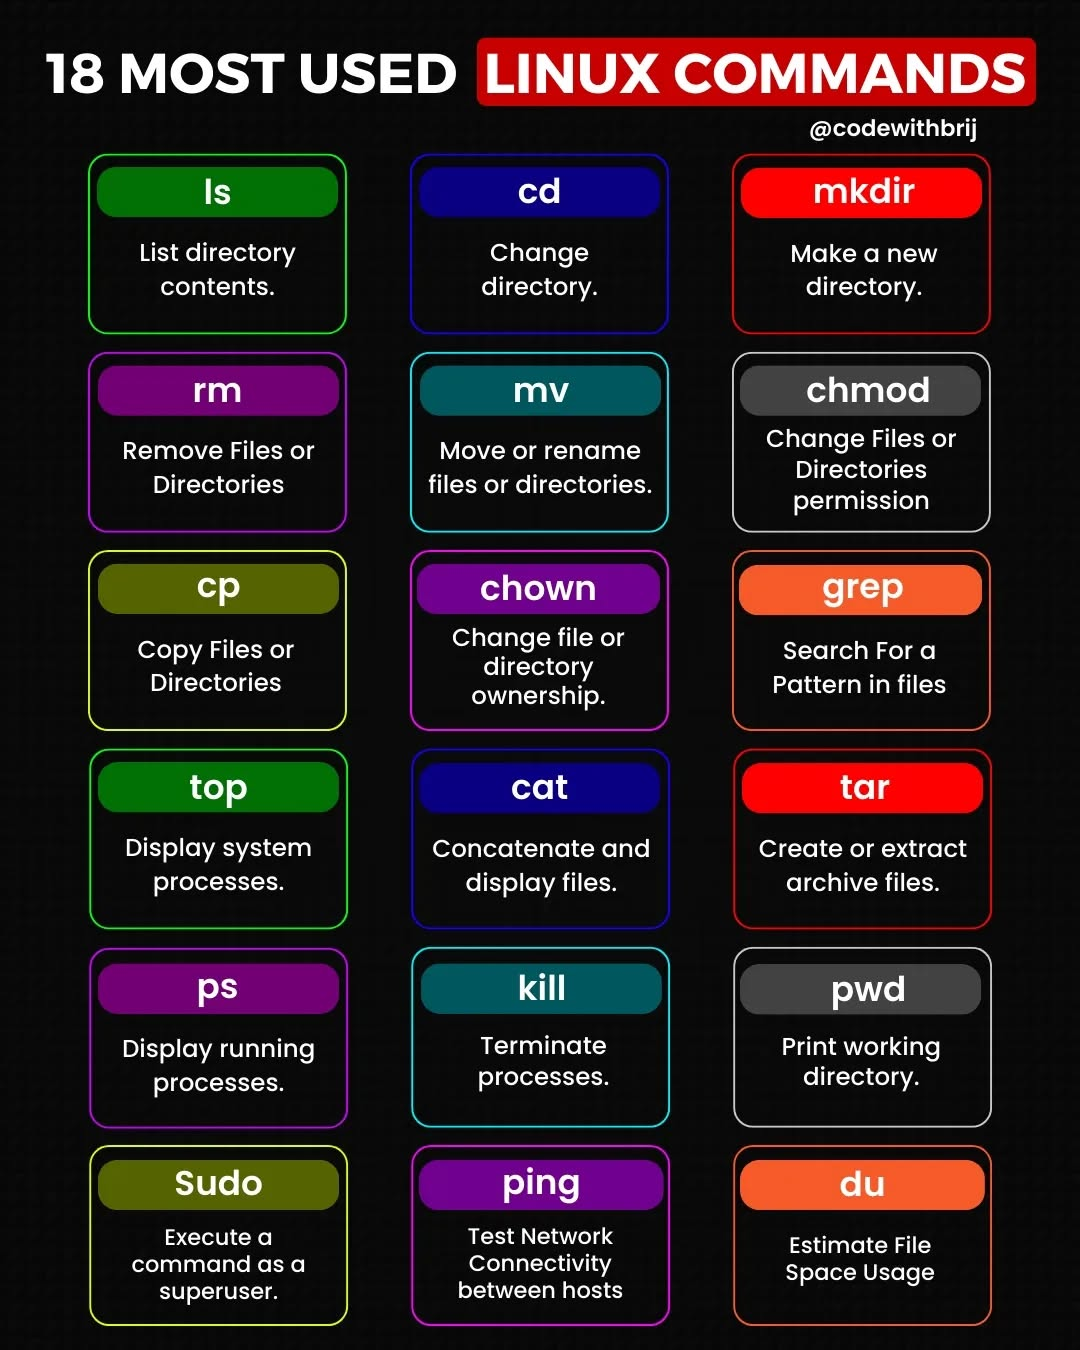 18 MOST USED LINUX COMMANDS
@codewithbrij
ls
List directory
contents.
cd
Change
directory.
mkdir
Make a new
directory.
rm
Remove Files or
Directories
mv
Move or rename
files or directories.
chmod
Change Files or
Directories
permission
cp
Copy Files or
Directories
chown
Change file or
directory
ownership.
grep
Search For a
Pattern in files
top
Display system
processes.
cat
Concatenate and
display files.
tar
Create or extract
archive files.
ps
Display running
processes.
kill
Terminate
processes.
pwd
Print working
directory.
Sudo
Execute a
command as a
superuser.
ping
Test Network
Connectivity
between hosts
du
Estimate File
Space Usage